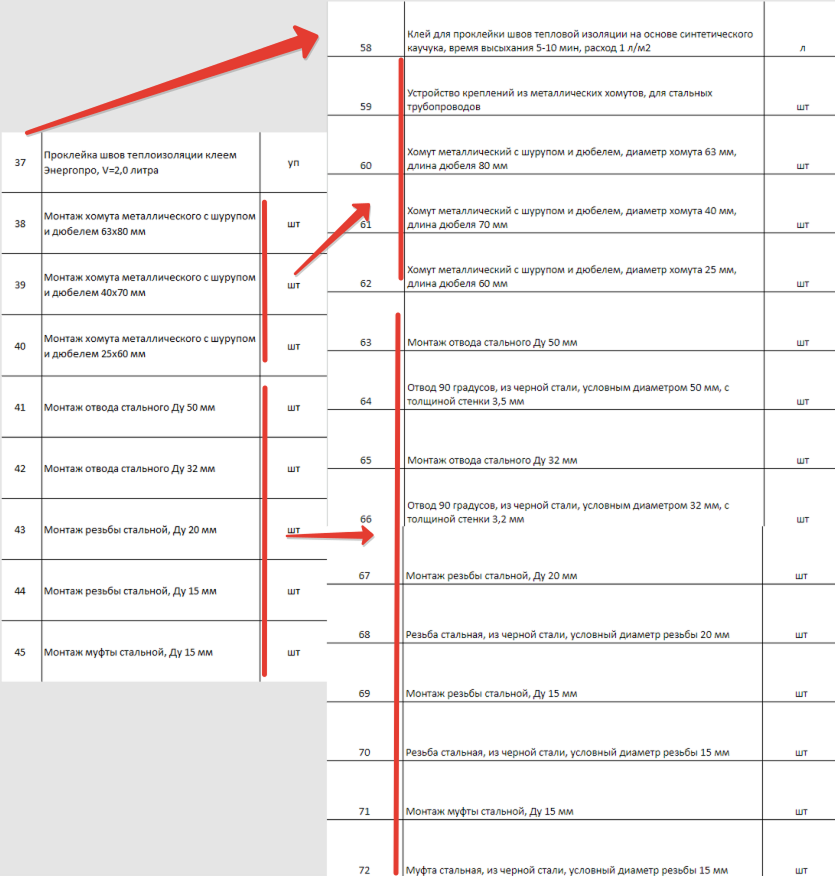 37
Проклейка швов теплоизоляции клеем
Энергопро, V=2,0 литра
уп
38
Монтаж хомута металлического с шурупом
и дюбелем 63х80 мм
шт
39
Монтаж хомута металлического с шурупом
и дюбелем 40х70 мм
шт
40
Монтаж хомута металлического с шурупом
и дюбелем 25х60 мм
шт
41
Монтаж отвода стального Ду 50 мм
шт
42
Монтаж отвода стального Ду 32 мм
шт
43
Монтаж резьбы стальной, Ду 20 мм
шт
44
Монтаж резьбы стальной, Ду 15 мм
шт
45
Монтаж муфты стальной, Ду 15 мм
шт
58
Клей для проклейки швов тепловой изоляции на основе синтетического
каучука, время высыхания 5-10 мин, расход 1 л/м2
л
59
Устройство креплений из металлических хомутов, для стальных
трубопроводов
шт
60
Хомут металлический с шурупом и дюбелем, диаметр хомута 63 мм,
длина дюбеля 80 мм
шт
61
Хомут металлический с шурупом и дюбелем, диаметр хомута 40 мм,
длина дюбеля 70 мм
шт
62
Хомут металлический с шурупом и дюбелем, диаметр хомута 25 мм,
длина дюбеля 60 мм
шт
63
Монтаж отвода стального Ду 50 мм
шт
64
Отвод 90 градусов, из черной стали, условным диаметром 50 мм, с
толщиной стенки 3,5 мм
шт
65
Монтаж отвода стального Ду 32 мм
шт
66
Отвод 90 градусов, из черной стали, условным диаметром 32 мм, с
толщиной стенки 3,2 мм
шт
67
Монтаж резьбы стальной, Ду 20 мм
шт
68
Резьба стальная, из черной стали, условный диаметр резьбы 20 мм
шт
69
Монтаж резьбы стальной, Ду 15 мм
шт
70
Резьба стальная, из черной стали, условный диаметр резьбы 15 мм
шт
71
Монтаж муфты стальной, Ду 15 мм
шт
72
Муфта стальная, из черной стали, условный диаметр резьбы 15 мм
шт